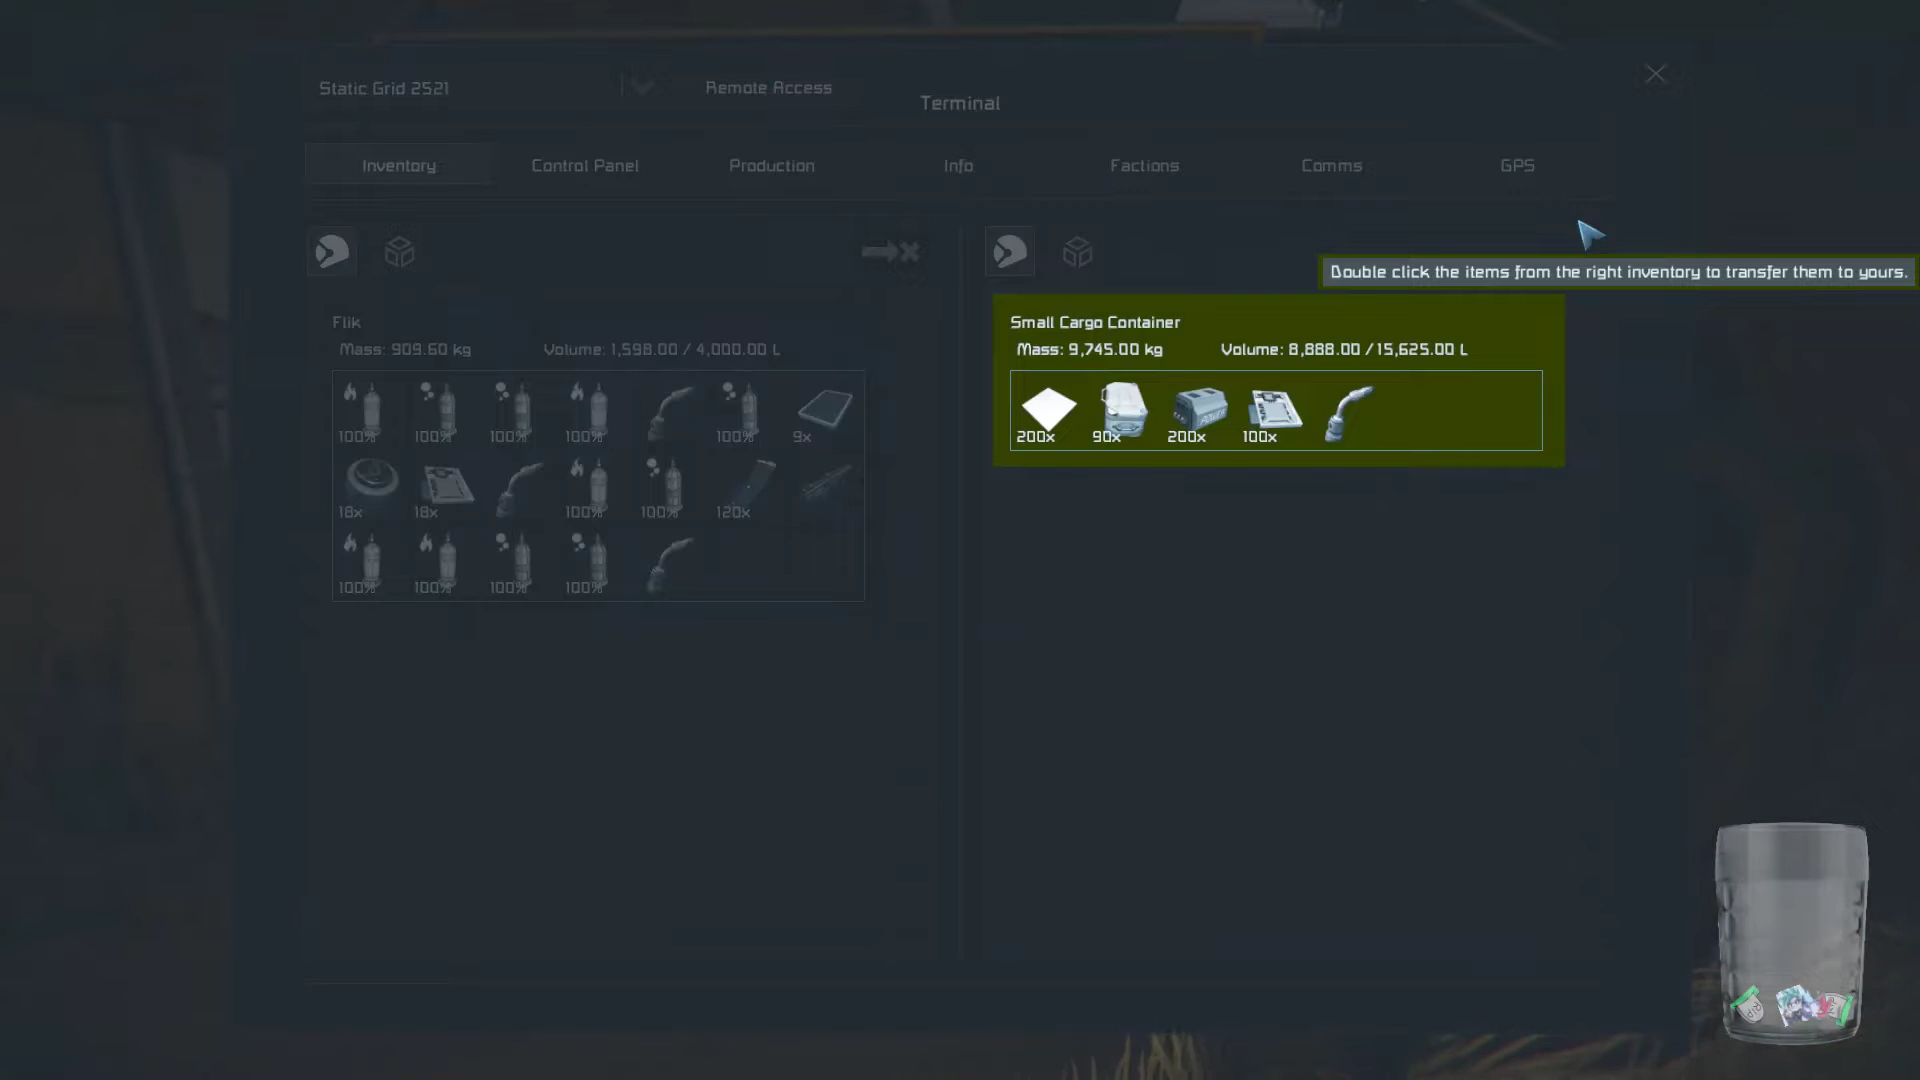 Static Grid 2521
Remote Access
Terminal
Inventory
Control Panel
Production
Info
Factions
Comms
GPS
Double click the items from the right inventory to transfer them to yours.
Flik
Mass: 909.60 kg
Volume: 1,598.00 / 4,000.00 L
100%
100%
100%
100%
100%
9x
18x
18x
100%
100%
120x
100%
100%
100%
100%
Small Cargo Container
Mass: 9,745.00 kg
Volume: 8,888.00 / 15,625.00 L
200x
90x
200x
100x